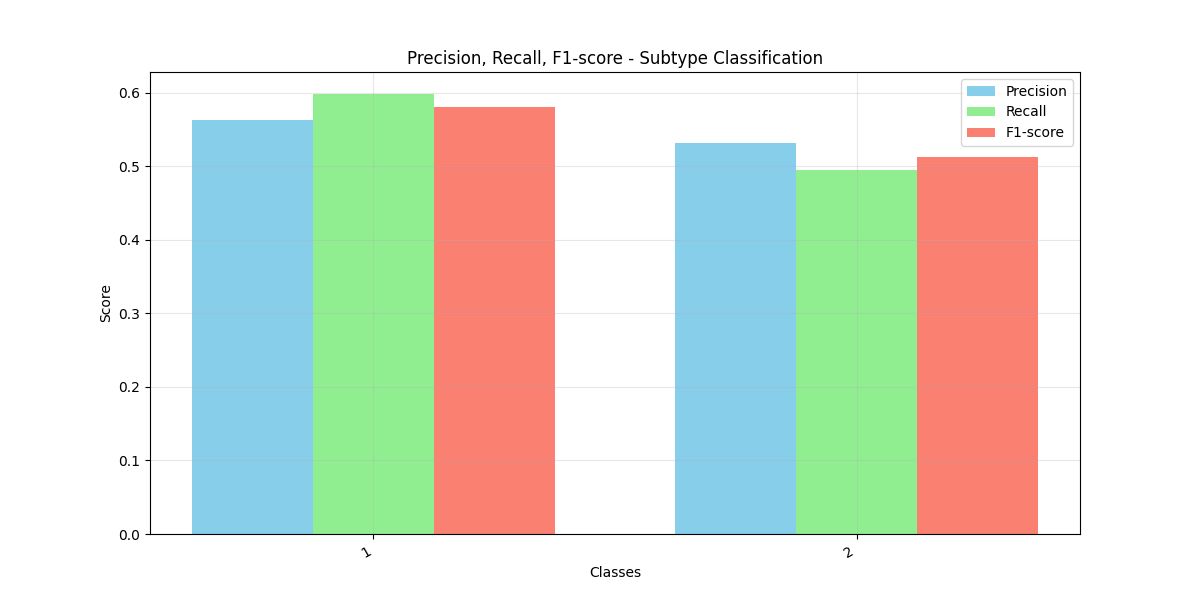 Precision, Recall, F1-score - Subtype Classification
Precision
Recall
F1-score
0.6
0.5
0.4
0.3
0.2
0.1
0.0
Score
1
2
Classes